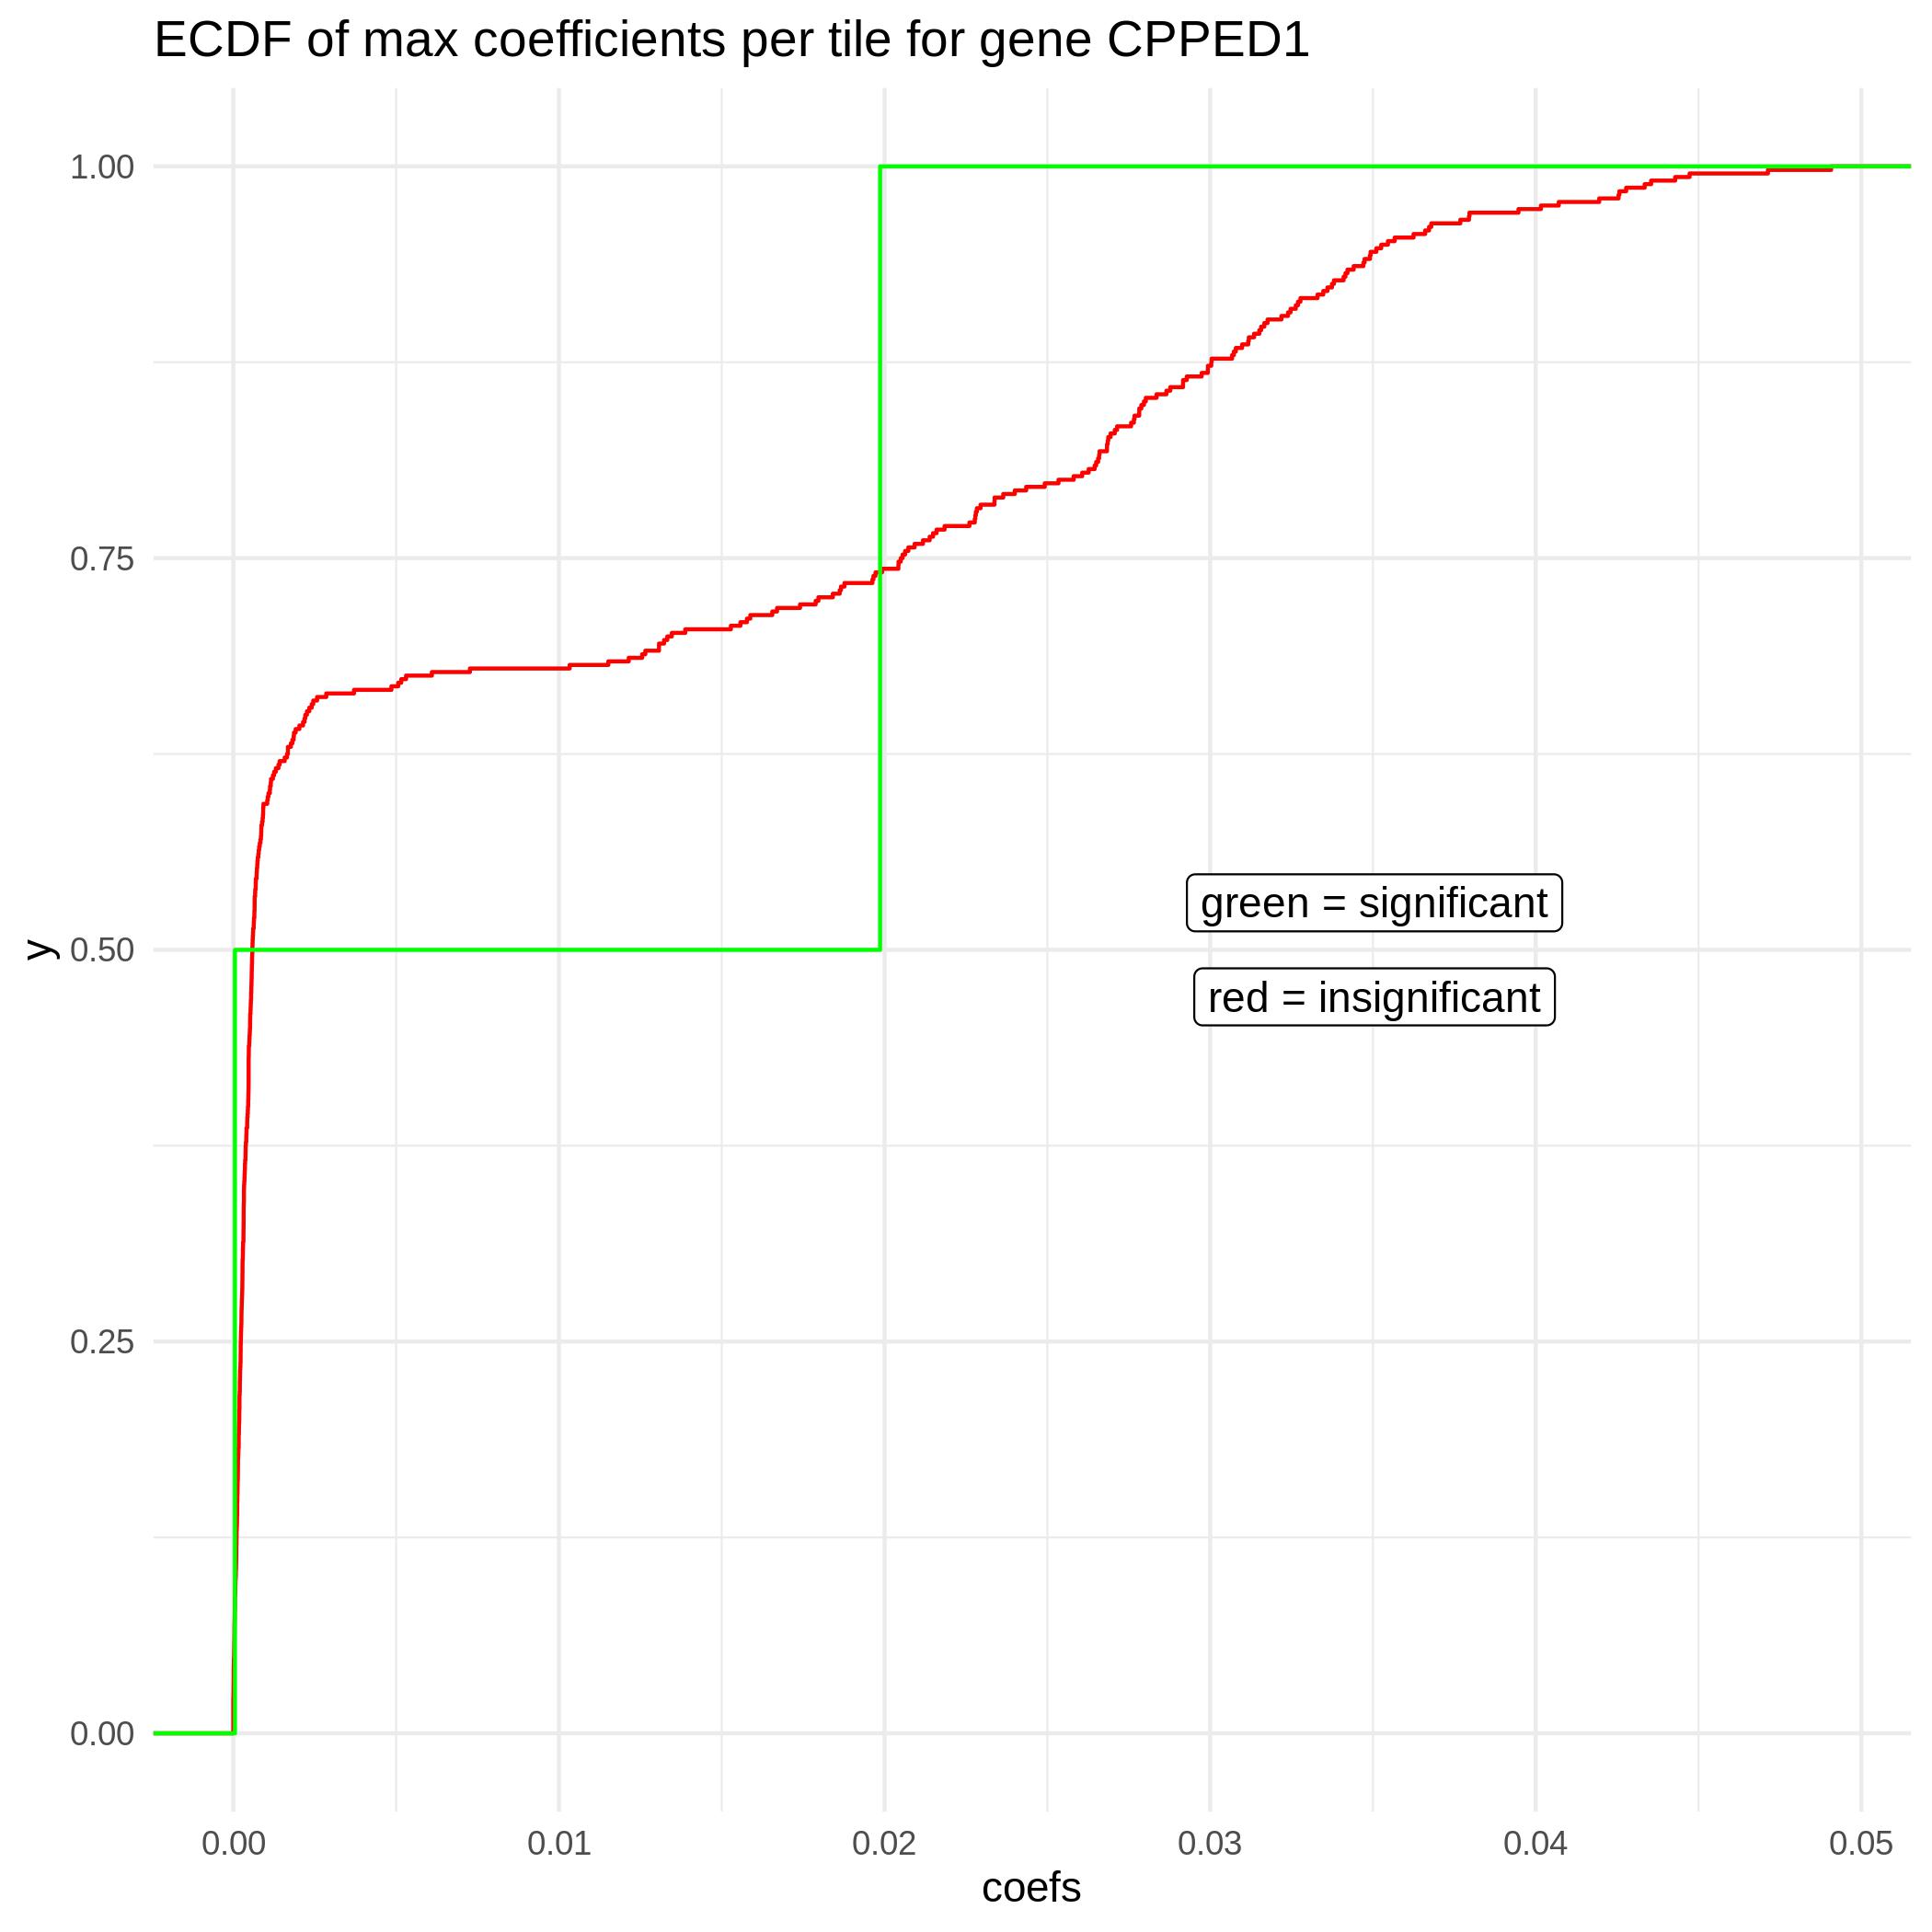 ECDF of max coefficients per tile for gene CPPED1
1.00
0.75
0.50
0.25
0.00
y
green = significant
red = insignificant
0.00 0.01 0.02 0.03 0.04 0.05
coefs